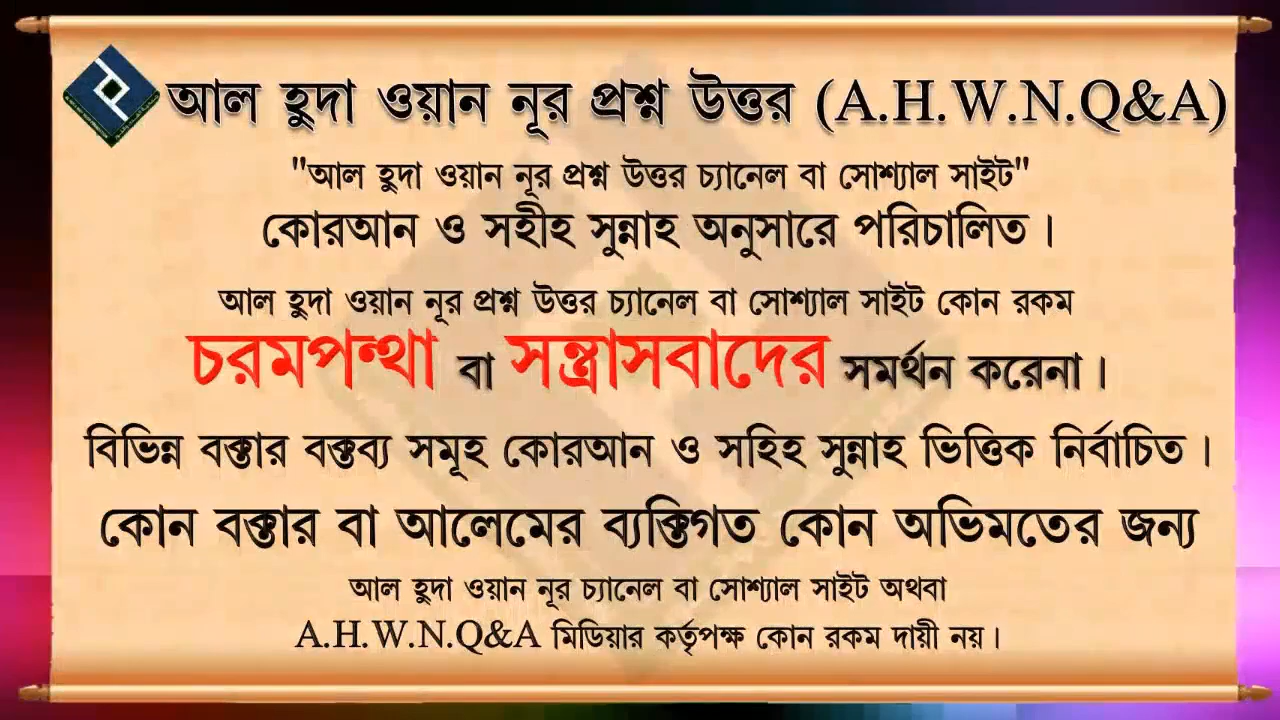 আল হুদা ওয়ান নূর প্রশ্ন উত্তর (A.H.W.N.Q&A)
"আল হুদা ওয়ান নূর প্রশ্ন উত্তর চ্যানেল বা সোশ্যাল সাইট"
কোরআন ও সহীহ সুন্নাহ অনুসারে পরিচালিত ।
আল হুদা ওয়ান নূর প্রশ্ন উত্তর চ্যানেল বা সোশ্যাল সাইট কোন রকম
চরমপন্থা বা সন্ত্রাসবাদের সমর্থন করেনা ।
বিভিন্ন বক্তার বক্তব্য সমূহ কোরআন ও সহিহ সুন্নাহ ভিত্তিক নির্বাচিত ।
কোন বক্তার বা আলেমের ব্যক্তিগত কোন অভিমতের জন্য
আল হুদা ওয়ান নূর চ্যানেল বা সোশ্যাল সাইট অথবা
A.H.W.N.Q&A মিডিয়ার কর্তৃপক্ষ কোন রকম দায়ী নয় ।